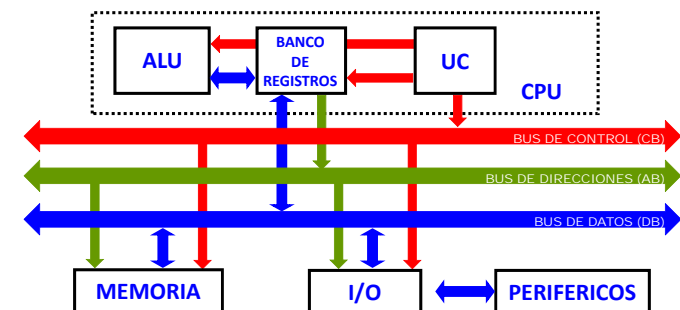 ALU
BANCO
DE
REGISTROS
UC
CPU
BUS DE CONTROL (CB)
BUS DE DIRECCIONES (AB)
BUS DE DATOS (DB)
MEMORIA
I/O
PERIFERICOS